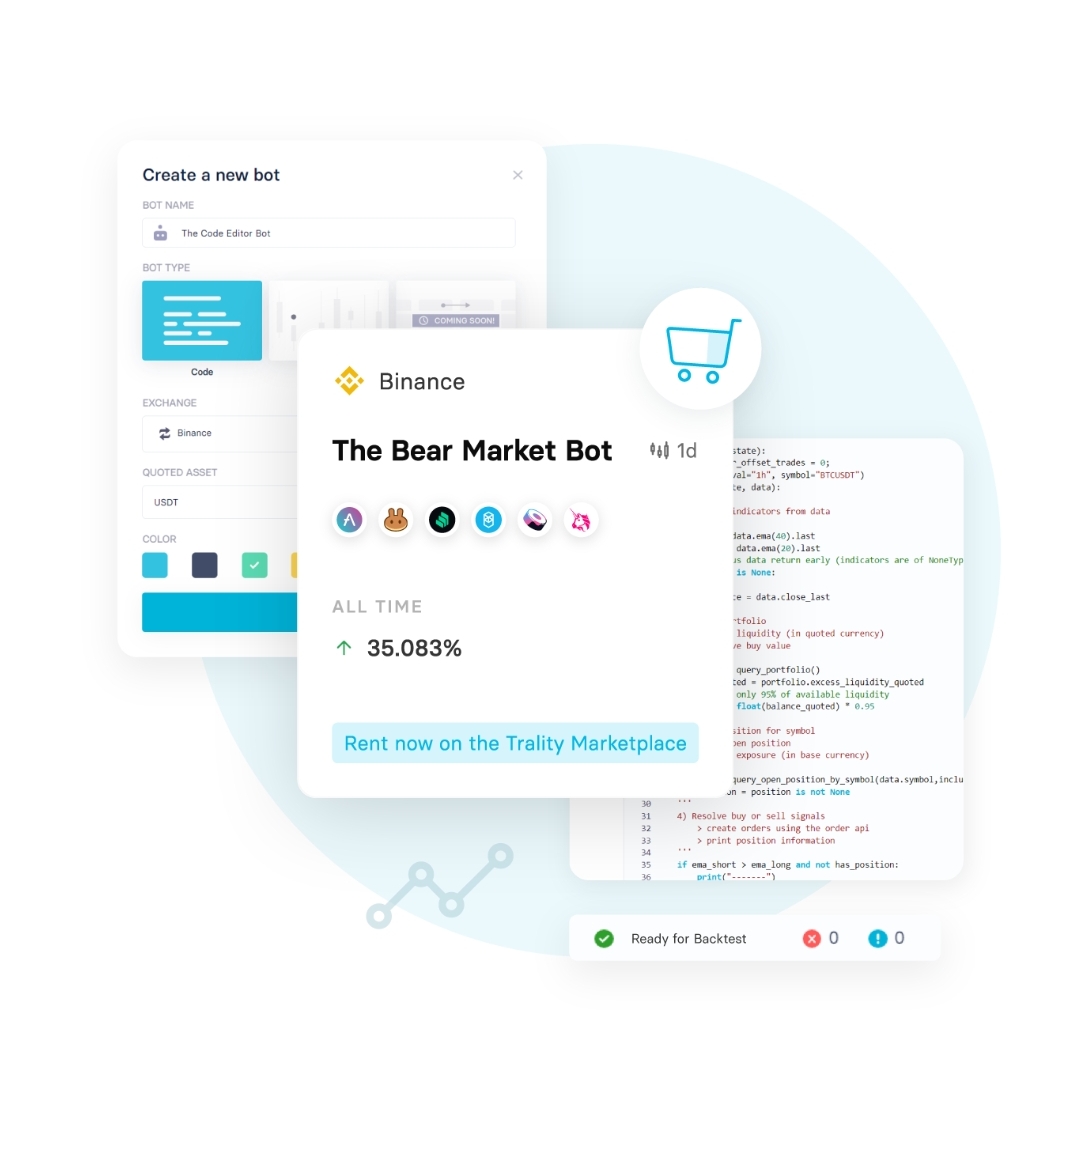 Create a new bot
BOT NAME
The Code Editor Bot
BOT TYPE
COMING SOON!
Code
EXCHANGE
Binance
QUOTED ASSET
USDT
COLOR
Binance
The Bear Market Bot
1d
ALL TIME
35.083%
Rent now on the Trality Marketplace
state):
r_offset_trades = 0;
val="1h", symbol="BTCUSDT")
te, data):
indicators from data
data.ema(40).last
data.ema(20).last
us data return early (indicators are of NoneTyp
is None:
ce = data.close_last
rtfolio
liquidity (in quoted currency)
ve buy value
query_portfolio()
ted = portfolio.excess_liquidity_quoted
only 95% of available liquidity
float(balance_quoted) * 0.95
sition for symbol
pen position
exposure (in base currency)
query_open_position_by_symbol(data.symbol,inclu
on = position is not None
30 '''
31 4) Resolve buy or sell signals
32 > create orders using the order api
33 > print position information
34 '''
35 if ema_short > ema_long and not has_position:
36 print("-------")
Ready for Backtest
0
0